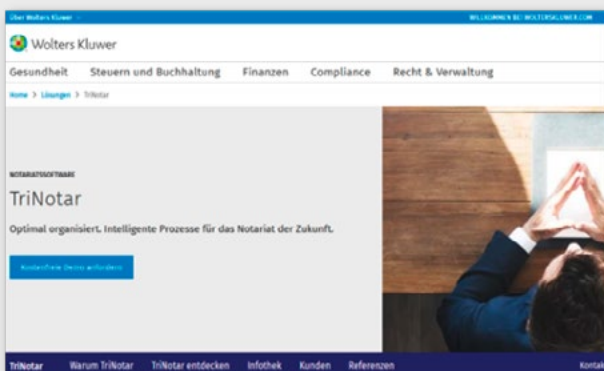 Über Wolters Kluwer
WILLKOMMEN BEI WOLTERSKLUWER.COM
Wolters Kluwer
Gesundheit Steuern und Buchhaltung Finanzen Compliance Recht & Verwaltung
Home > Lösungen > TriNotar
NOTARIATSSOFTWARE
TriNotar
Optimal organisiert. Intelligente Prozesse für das Notariat der Zukunft.
Kostenfreie Demo anfordern
TriNotar Warum TriNotar TriNotar entdecken Infothek Kunden Referenzen